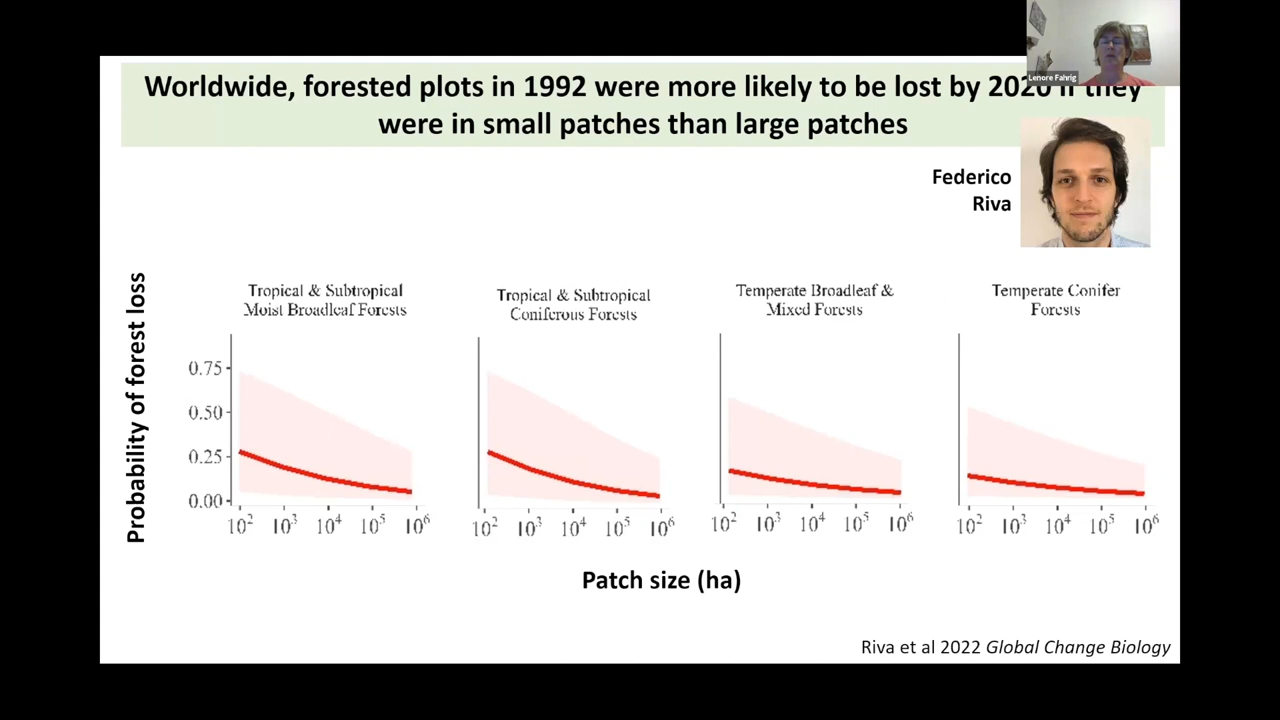 Lenore Fahrig
Worldwide, forested plots in 1992 were more likely to be lost by 2020 if they
were in small patches than large patches
Federico
Riva
Probability of forest loss
Tropical & Subtropical
Moist Broadleaf Forests
Tropical & Subtropical
Coniferous Forests
Temperate Broadleaf &
Mixed Forests
Temperate Conifer
Forests
0.75
0.50
0.25
0.00
10² 10³ 10⁴ 10⁵ 10⁶
10² 10³ 10⁴ 10⁵ 10⁶
10² 10³ 10⁴ 10⁵ 10⁶
10² 10³ 10⁴ 10⁵ 10⁶
Patch size (ha)
Riva et al 2022 Global Change Biology